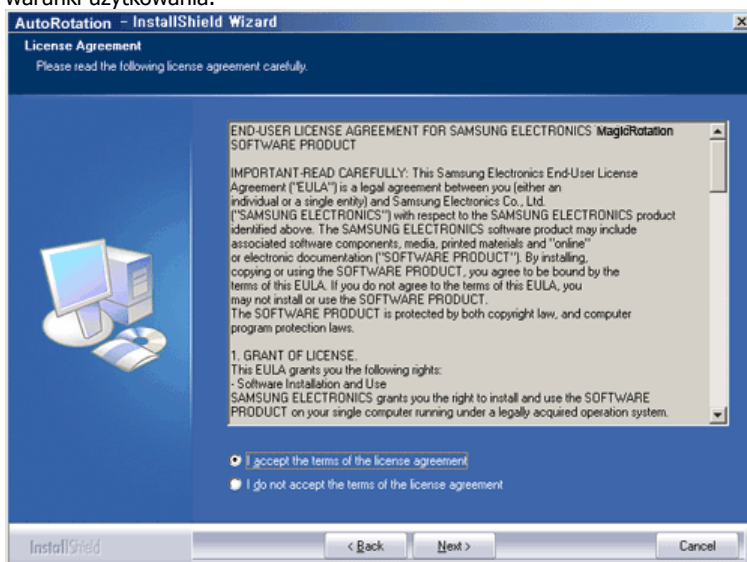 warunki użytkowania.
AutoRotation - InstallShield Wizard
License Agreement
Please read the following license agreement carefully.
END-USER LICENSE AGREEMENT FOR SAMSUNG ELECTRONICS MagicRotation
SOFTWARE PRODUCT
IMPORTANT-READ CAREFULLY: This Samsung Electronics End-User License
Agreement ("EULA") is a legal agreement between you (either an
individual or a single entity) and Samsung Electronics Co., Ltd.
("SAMSUNG ELECTRONICS") with respect to the SAMSUNG ELECTRONICS product
identified above. The SAMSUNG ELECTRONICS software product may include
associated software components, media, printed materials and "online"
or electronic documentation ("SOFTWARE PRODUCT"). By installing,
copying or using the SOFTWARE PRODUCT, you agree to be bound by the
terms of this EULA. If you do not agree to the terms of this EULA, you
may not install or use the SOFTWARE PRODUCT.
The SOFTWARE PRODUCT is protected by both copyright law, and computer
program protection laws.
1. GRANT OF LICENSE.
This EULA grants you the following rights:
- Software Installation and Use
SAMSUNG ELECTRONICS grants you the right to install and use the SOFTWARE
PRODUCT on your single computer running under a legally acquired operation system.
I accept the terms of the license agreement
I do not accept the terms of the license agreement
InstallShield
< Back
Next >
Cancel